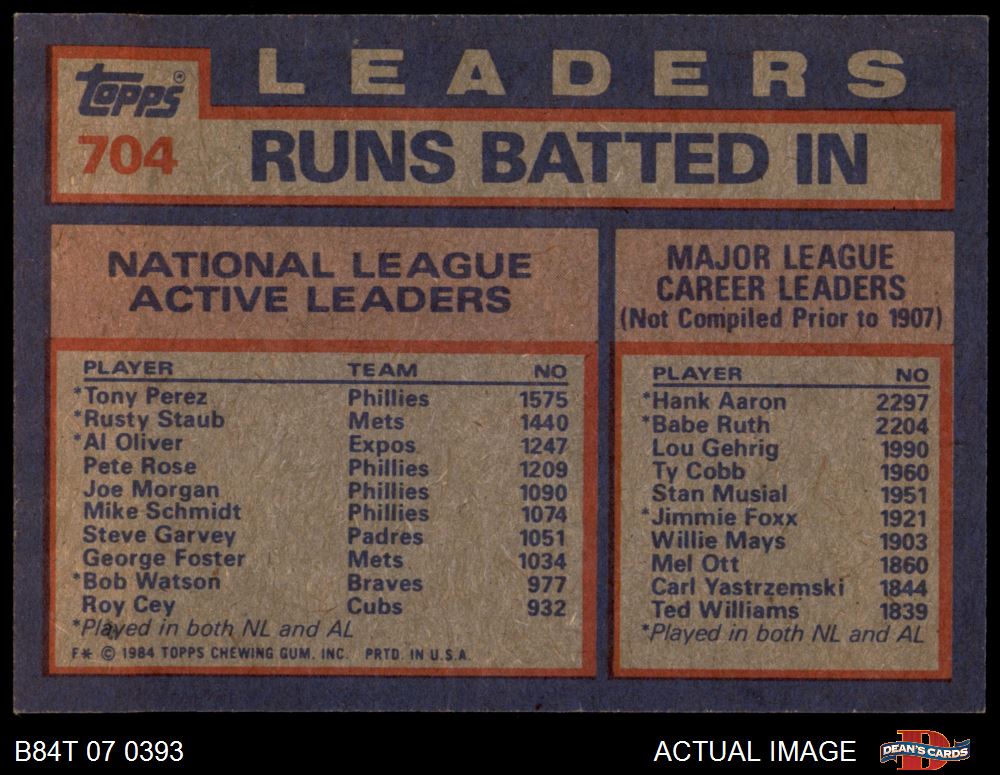 topps
LEADERS
704 RUNS BATTED IN
NATIONAL LEAGUE
ACTIVE LEADERS
PLAYER TEAM NO
*Tony Perez Phillies 1575
*Rusty Staub Mets 1440
*Al Oliver Expos 1247
Pete Rose Phillies 1209
Joe Morgan Phillies 1090
Mike Schmidt Phillies 1074
Steve Garvey Padres 1051
George Foster Mets 1034
*Bob Watson Braves 977
Roy Cey Cubs 932
*Played in both NL and AL
F* © 1984 TOPPS CHEWING GUM, INC. PRTD. IN U.S.A.
MAJOR LEAGUE
CAREER LEADERS
(Not Compiled Prior to 1907)
PLAYER NO
*Hank Aaron 2297
*Babe Ruth 2204
Lou Gehrig 1990
Ty Cobb 1960
Stan Musial 1951
*Jimmie Foxx 1921
Willie Mays 1903
Mel Ott 1860
Carl Yastrzemski 1844
Ted Williams 1839
*Played in both NL and AL
B84T 07 0393
ACTUAL IMAGE
DEAN'S CARDS